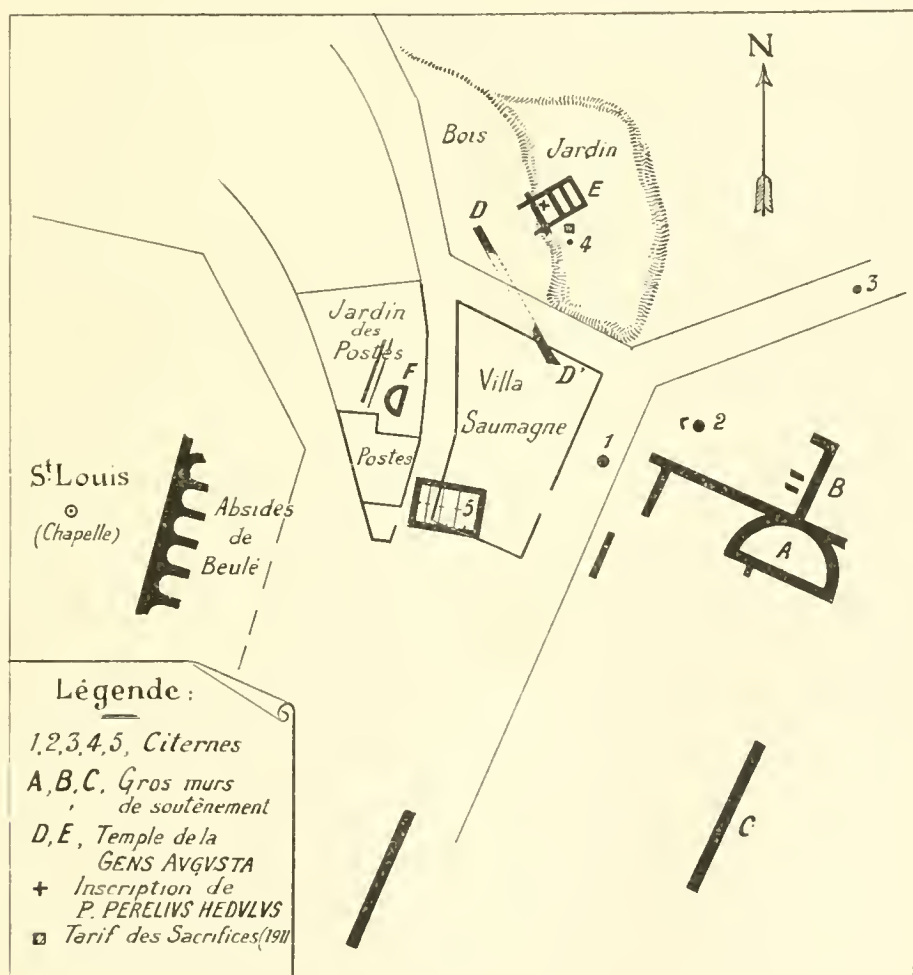 N
Bois
Jardin
E
D
4
3
Jardin
des
Postes
F
D'
Villa
Saumagne
1
2
B
Postes
5
A
St. Louis
(Chapelle)
Absides
de
Beulé
C
Légende :
1,2,3,4,5, Citernes
A, B, C, Gros murs
de soutènement
D, E, Temple de la
GENS AVGVSTA
+ Inscription de
P. PERELIVS HEDVLVS
Tarif des Sacrifices (1911